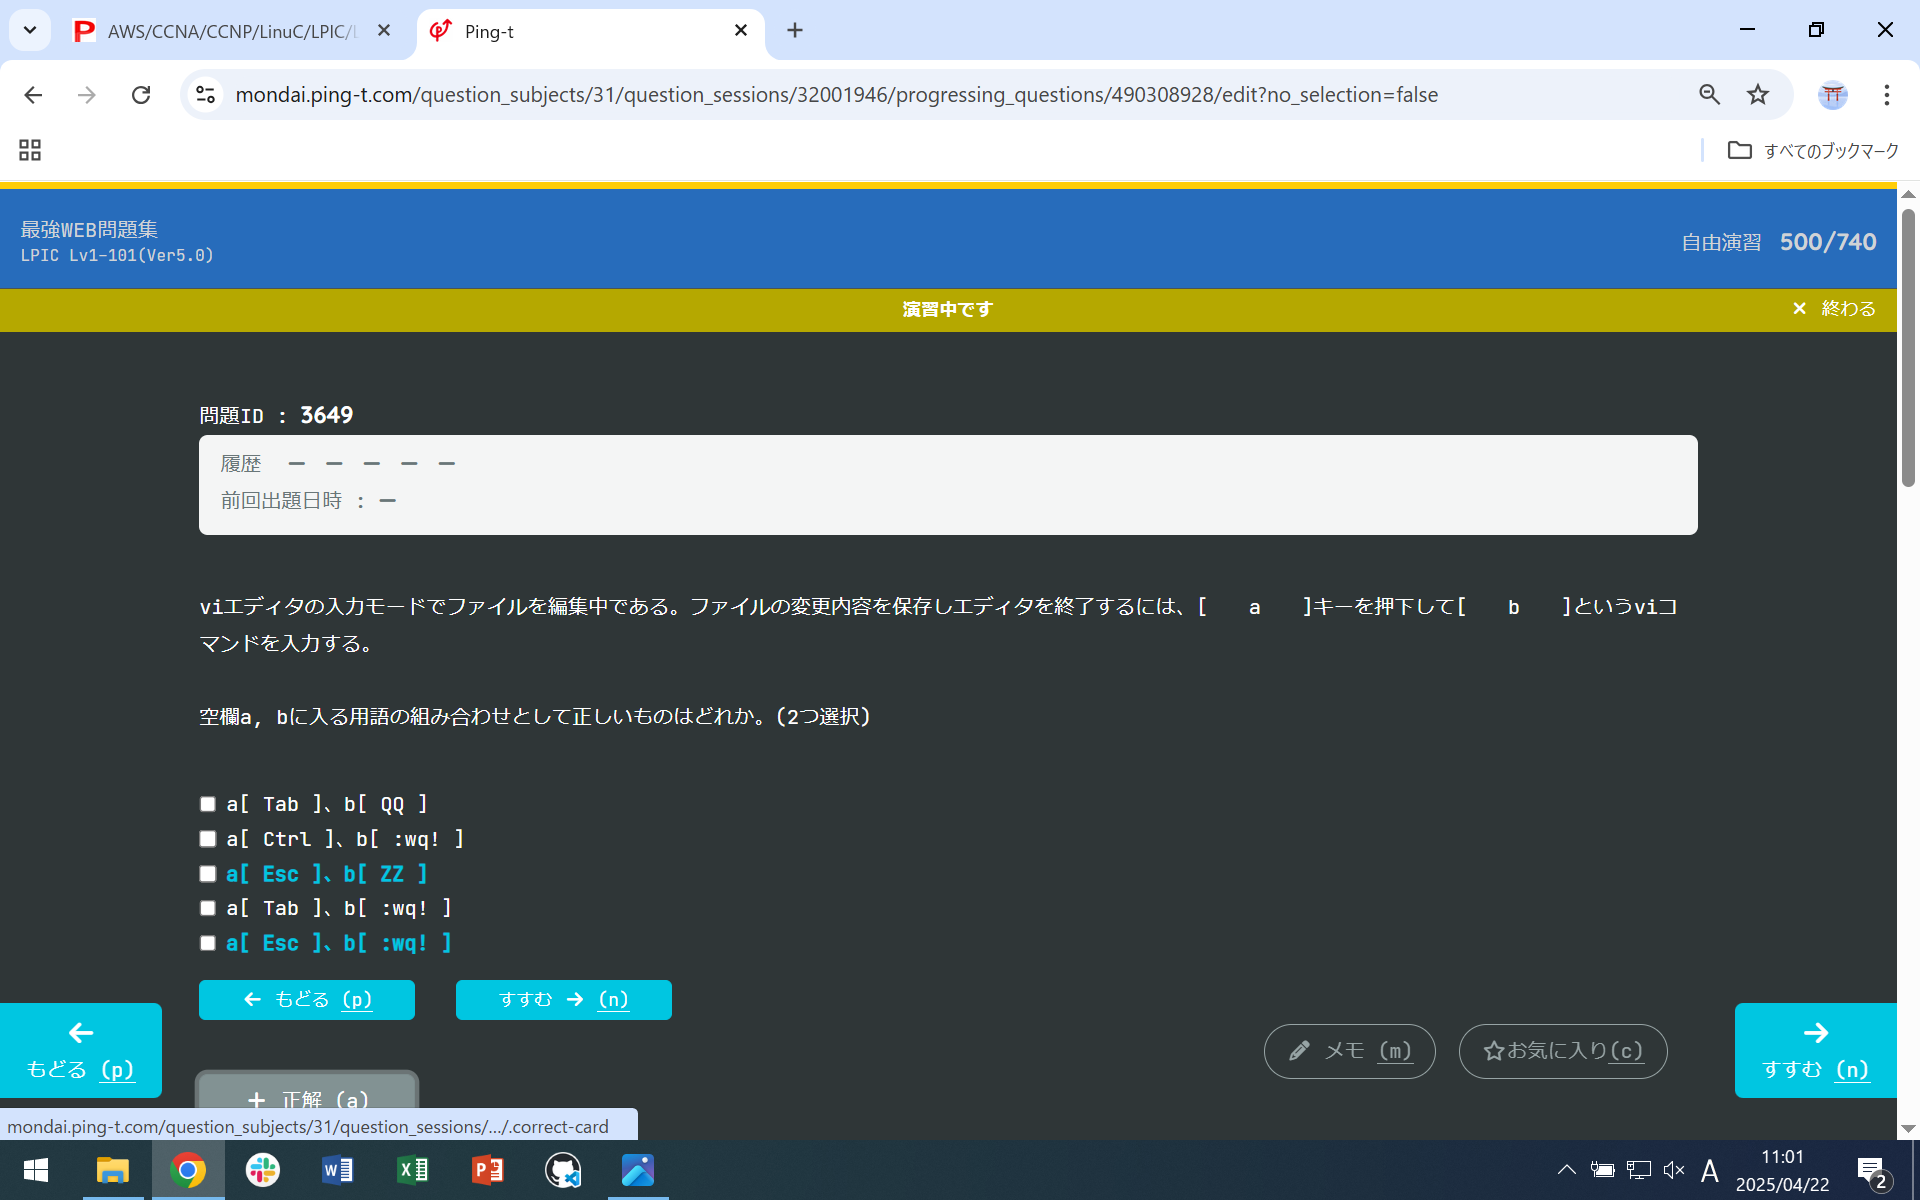 AWS/CCNA/CCNP/LinuC/LPIC/
Ping-t
mondai.ping-t.com/question_subjects/31/question_sessions/32001946/progressing_questions/490308928/edit?no_selection=false
すべてのブックマーク
最強WEB問題集
LPIC Lv1-101(Ver5.0)
自由演習 500/740
演習中です
× 終わる
問題ID : 3649
履歴 ー ー ー ー ー
前回出題日時 : ー
viエディタの入力モードでファイルを編集中である。ファイルの変更内容を保存しエディタを終了するには、[ a ]キーを押下して[ b ]というviコ
マンドを入力する。
空欄a, bに入る用語の組み合わせとして正しいものはどれか。(2つ選択)
a[ Tab ]、b[ QQ ]
a[ Ctrl ]、b[ :wq! ]
a[ Esc ]、b[ ZZ ]
a[ Tab ]、b[ :wq! ]
a[ Esc ]、b[ :wq! ]
← もどる (p)
すすむ → (n)
← もどる (p)
メモ (m)
☆お気に入り(c)
→ すすむ (n)
+ 正解 (a)
mondai.ping-t.com/question_subjects/31/question_sessions/.../.correct-card
A
11:01
2025/04/22
2